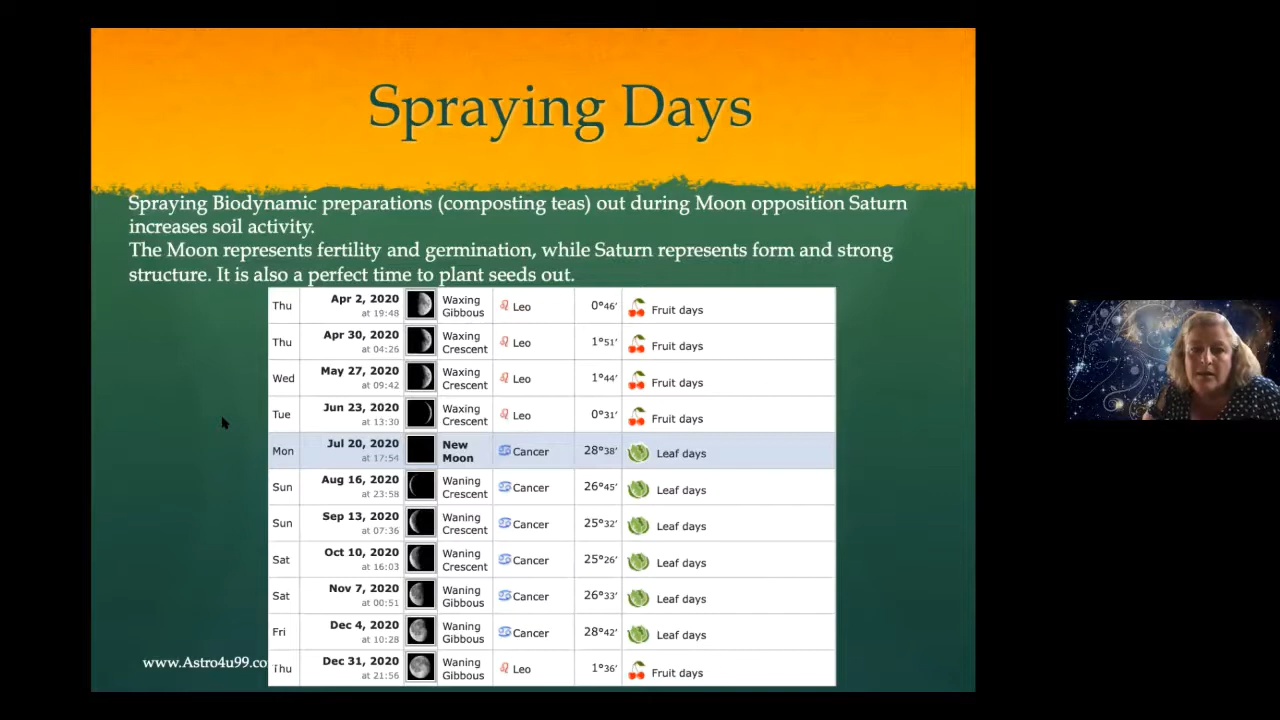 Spraying Days
Spraying Biodynamic preparations (composting teas) out during Moon opposition Saturn
increases soil activity.
The Moon represents fertility and germination, while Saturn represents form and strong
structure. It is also a perfect time to plant seeds out.
Thu Apr 2, 2020 at 19:48 Waxing Gibbous Leo 0°46' Fruit days
Thu Apr 30, 2020 at 04:26 Waxing Crescent Leo 1°51' Fruit days
Wed May 27, 2020 at 09:42 Waxing Crescent Leo 1°44' Fruit days
Tue Jun 23, 2020 at 13:30 Waxing Crescent Leo 0°31' Fruit days
Mon Jul 20, 2020 at 17:54 New Moon Cancer 28°38' Leaf days
Sun Aug 16, 2020 at 23:58 Waning Crescent Cancer 26°45' Leaf days
Sun Sep 13, 2020 at 07:36 Waning Crescent Cancer 25°32' Leaf days
Sat Oct 10, 2020 at 16:03 Waning Crescent Cancer 25°26' Leaf days
Sat Nov 7, 2020 at 00:51 Waning Gibbous Cancer 26°33' Leaf days
Fri Dec 4, 2020 at 10:28 Waning Gibbous Cancer 28°42' Leaf days
Thu Dec 31, 2020 at 21:56 Waning Gibbous Leo 1°36' Fruit days
www.Astro4u99.co